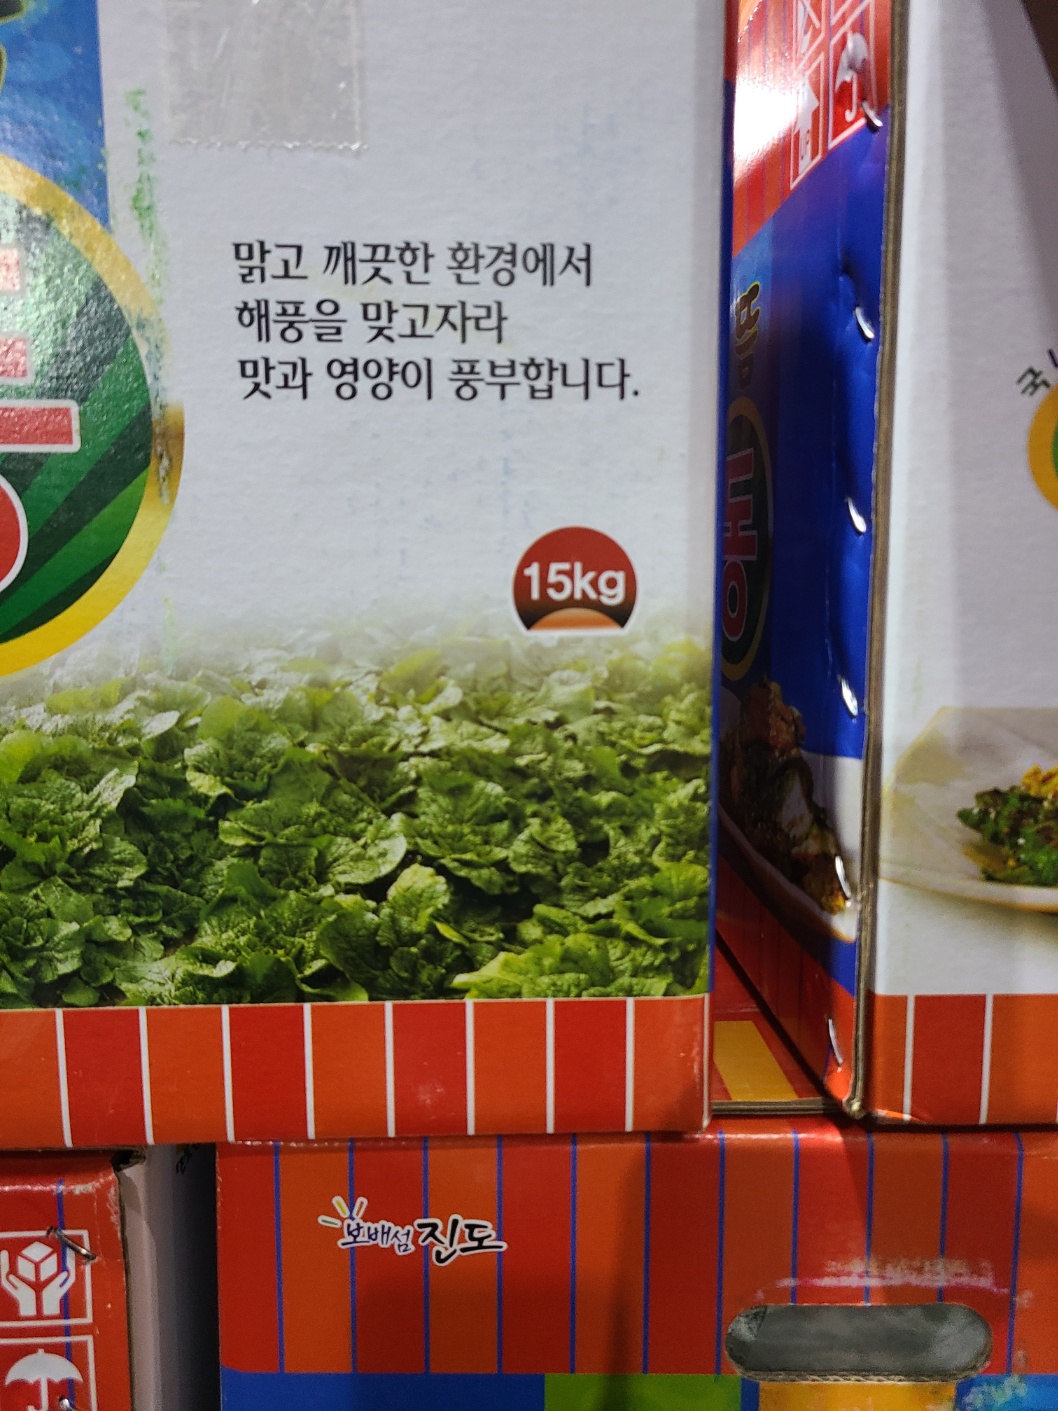 맑고 깨끗한 환경에서
해풍을 맞고자라
맛과 영양이 풍부합니다.
15kg
UP
보배섬 진도